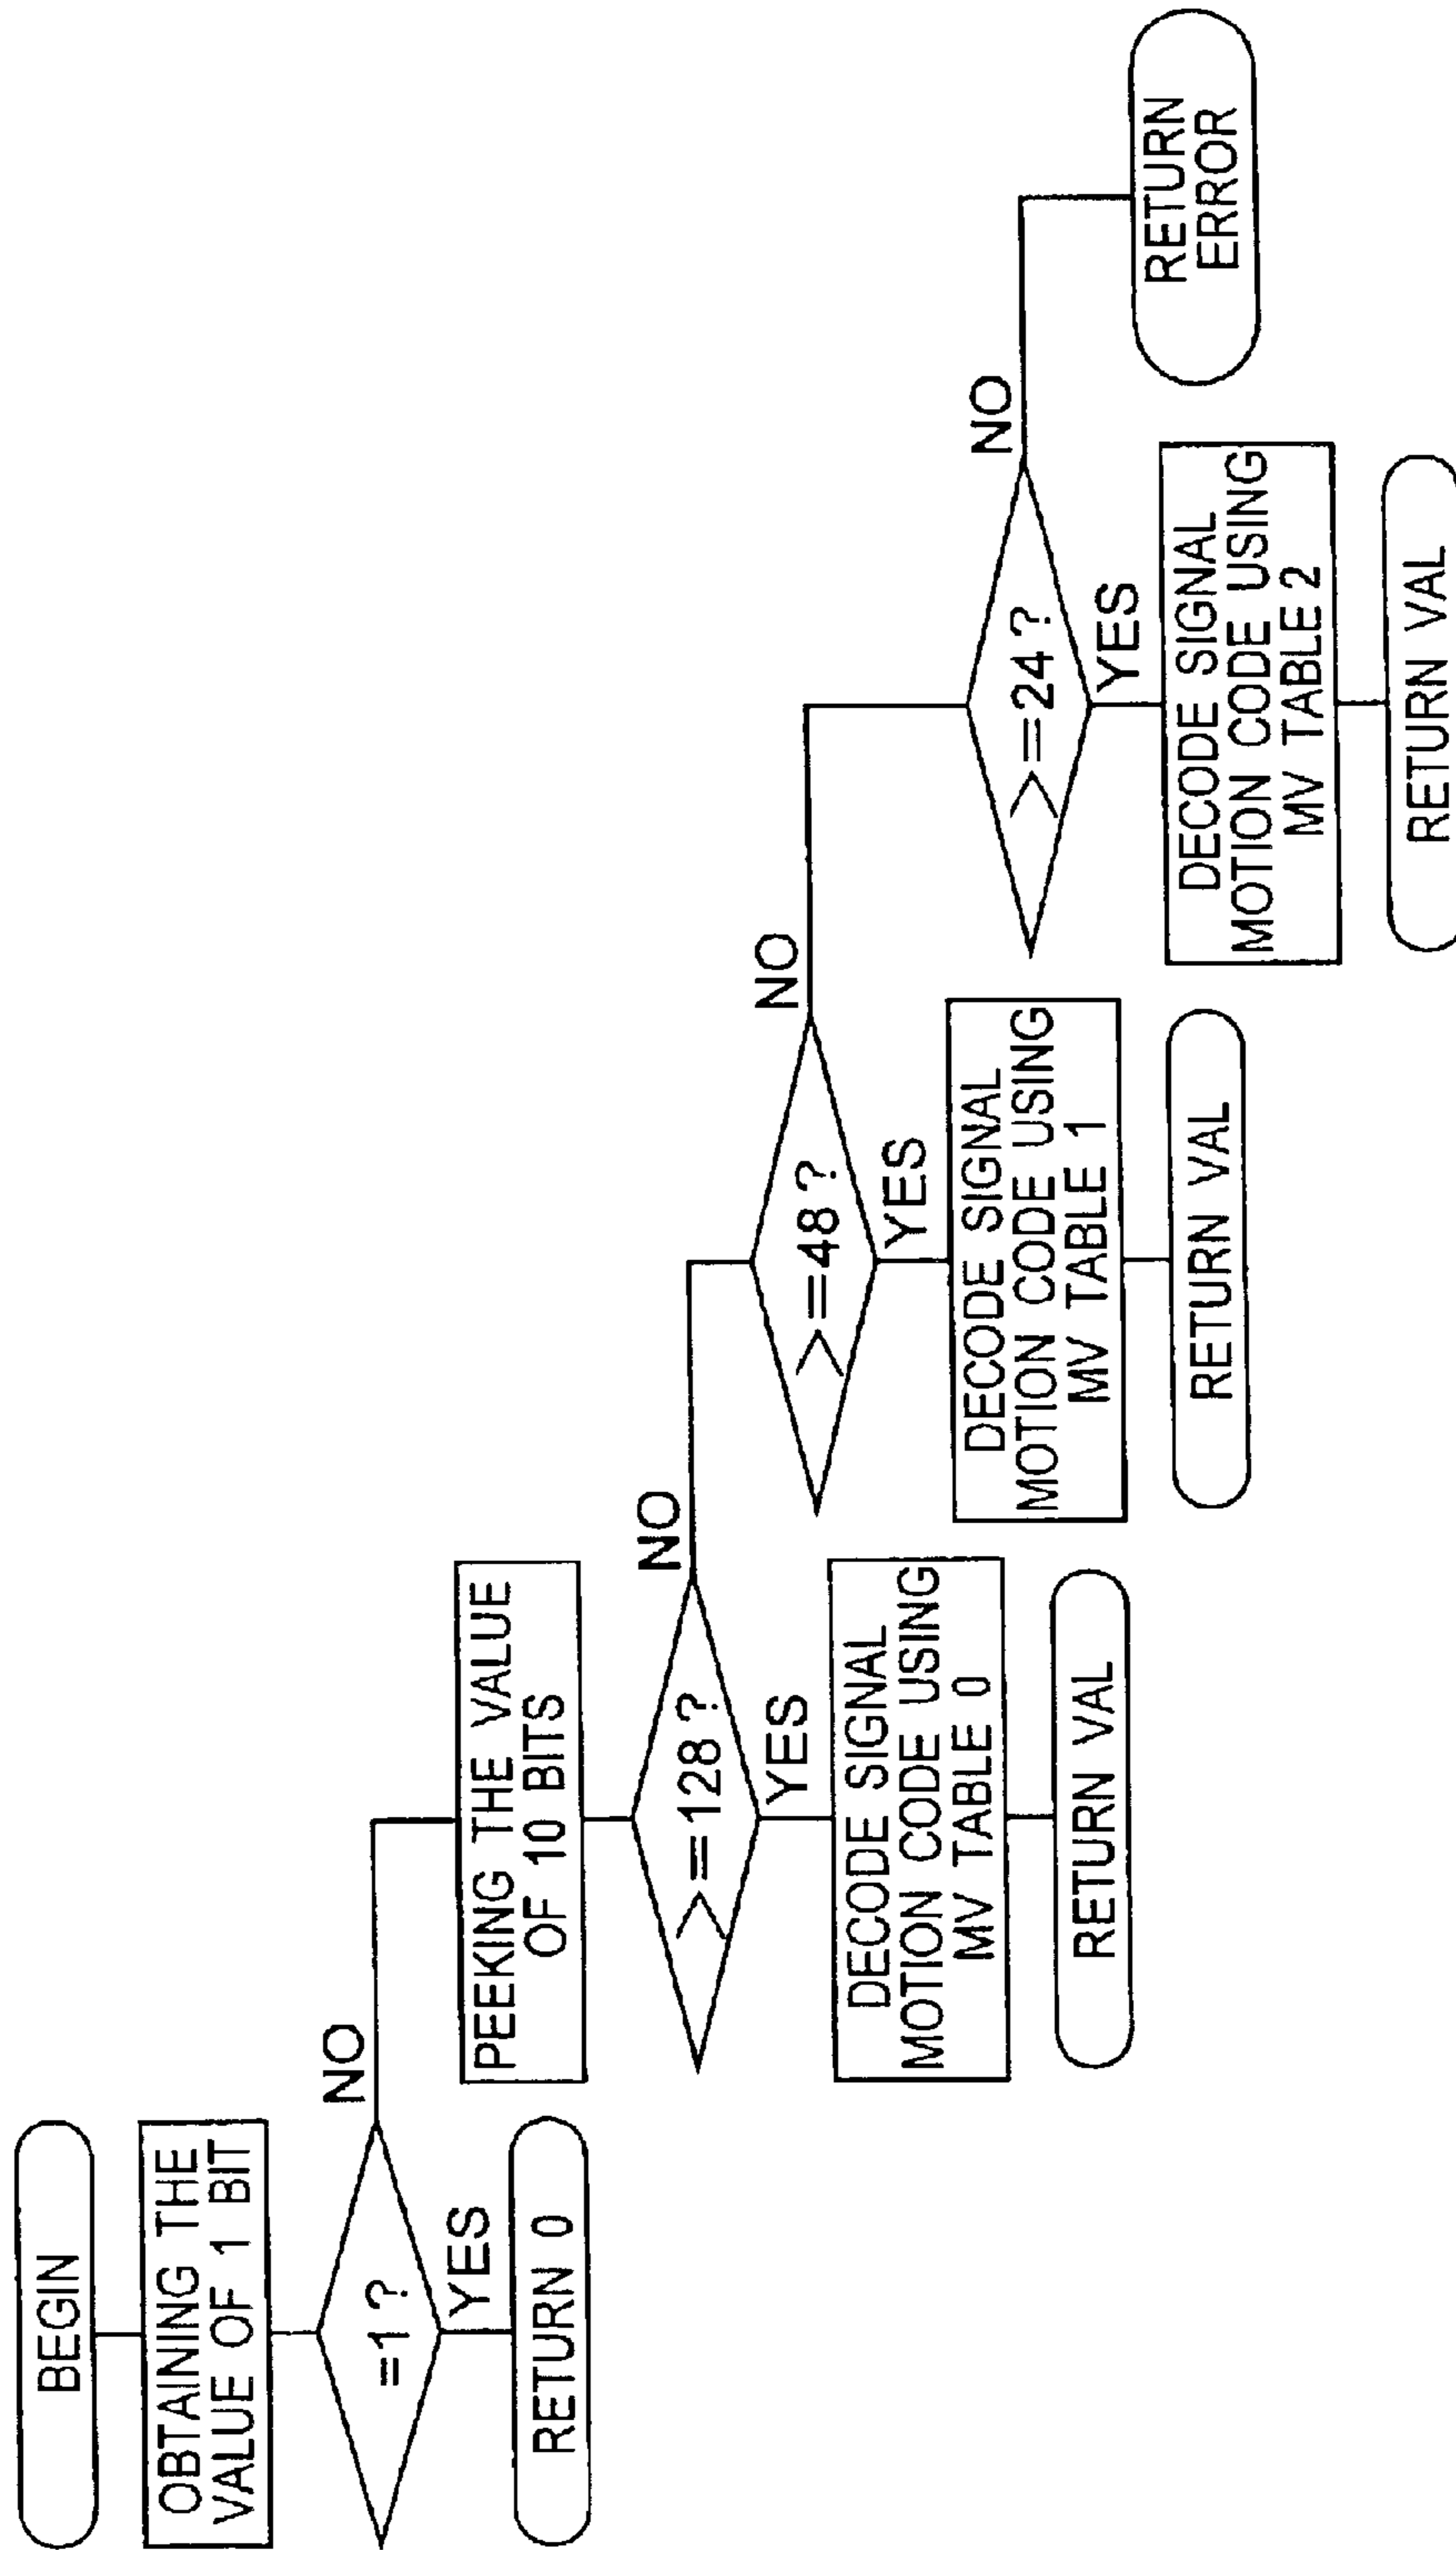 BEGIN
OBTAINING THE
VALUE OF 1 BIT
=1 ?
NO
YES
RETURN 0
PEEKING THE VALUE
OF 10 BITS
>=128 ?
NO
YES
DECODE SIGNAL
MOTION CODE USING
MV TABLE 0
RETURN VAL
>=48 ?
NO
YES
DECODE SIGNAL
MOTION CODE USING
MV TABLE 1
RETURN VAL
>=24 ?
NO
YES
DECODE SIGNAL
MOTION CODE USING
MV TABLE 2
RETURN VAL
RETURN
ERROR